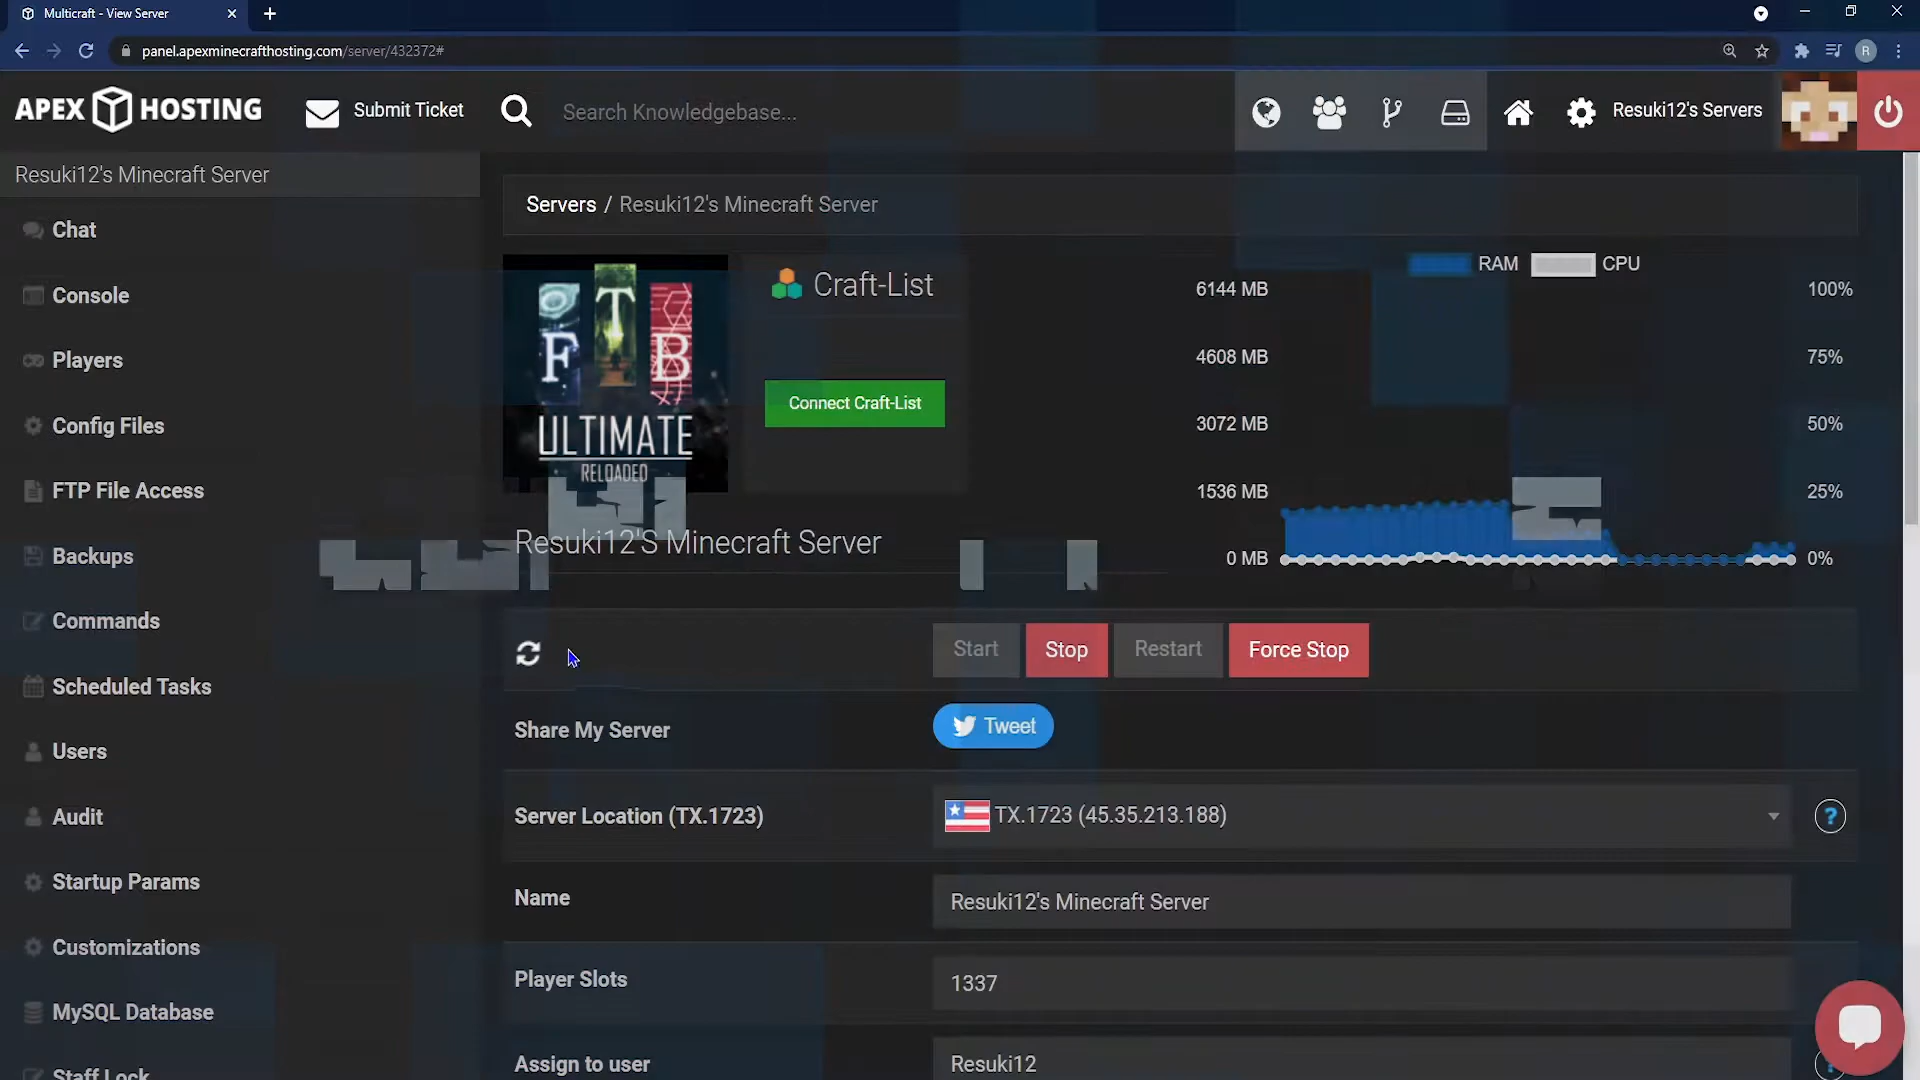 Multicraft - View Server
panel.apexminecrafthosting.com/server/432372#
R
APEX HOSTING
Submit Ticket
Search Knowledgebase...
Resuki12's Servers
Resuki12's Minecraft Server
Chat
Console
Players
Config Files
FTP File Access
Backups
Commands
Scheduled Tasks
Users
Audit
Startup Params
Customizations
MySQL Database
Staff Lock
Servers / Resuki12's Minecraft Server
F T B
ULTIMATE
RELOADED
Craft-List
Connect Craft-List
RAM
CPU
6144 MB
4608 MB
3072 MB
1536 MB
0 MB
100%
75%
50%
25%
0%
Resuki12'S Minecraft Server
Start
Stop
Restart
Force Stop
Share My Server
Tweet
Server Location (TX.1723)
TX.1723 (45.35.213.188)
?
Name
Resuki12's Minecraft Server
Player Slots
1337
Assign to user
Resuki12
?